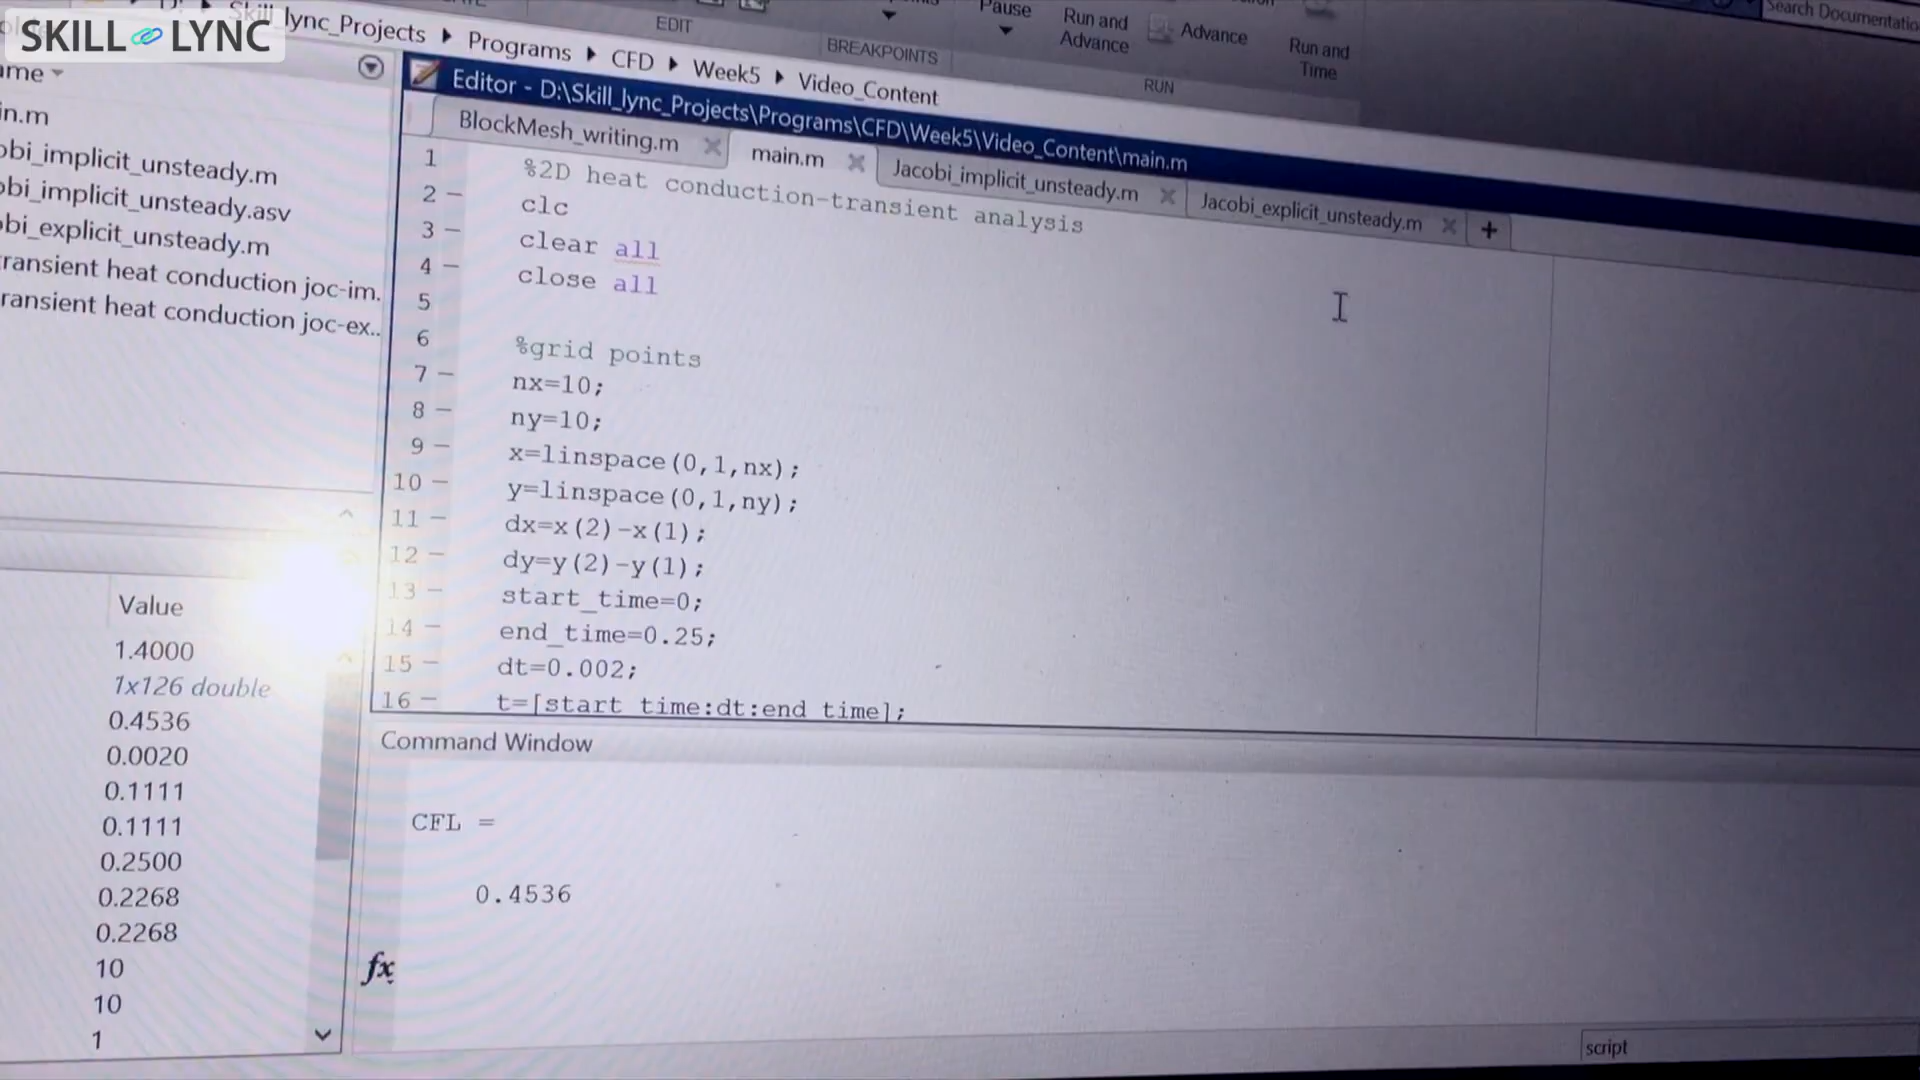 SKILL LYNC
Skill_lync_Projects ▸ Programs ▸ CFD ▸ Week5 ▸ Video_Content
EDIT
BREAKPOINTS
Pause
Run and
Advance
Advance
Run and
Time
RUN
Search Documentatio
Editor - D:\Skill_lync_Projects\Programs\CFD\Week5\Video_Content\main.m
BlockMesh_writing.m
main.m
Jacobi_implicit_unsteady.m
Jacobi_explicit_unsteady.m
+
ame
in.m
obi_implicit_unsteady.m
obi_implicit_unsteady.asv
obi_explicit_unsteady.m
ransient heat conduction joc-im.
ransient heat conduction joc-ex..
1 %2D heat conduction-transient analysis
2 – clc
3 – clear all
4 – close all
5
6 %grid points
7 – nx=10;
8 – ny=10;
9 – x=linspace(0,1,nx);
10 – y=linspace(0,1,ny);
11 – dx=x(2)-x(1);
12 – dy=y(2)-y(1);
13 – start_time=0;
14 – end_time=0.25;
15 – dt=0.002;
16 – t=[start_time:dt:end_time];
Value
1.4000
1x126 double
0.4536
0.0020
0.1111
0.1111
0.2500
0.2268
0.2268
10
10
1
Command Window
CFL =
0.4536
fx
script